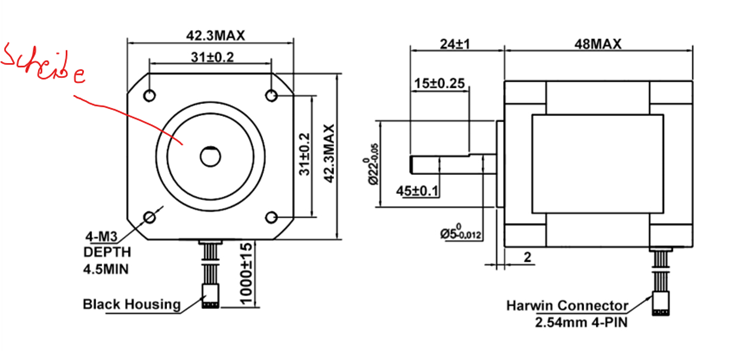 42.3MAX
31±0.2
Scheibe
31±0.2
42.3MAX
4-M3
DEPTH
4.5MIN
1000±15
Black Housing
24±1
48MAX
15±0.25
Ø22 0 -0.05
45±0.1
Ø5 0 -0.012
2
Harwin Connector
2.54mm 4-PIN